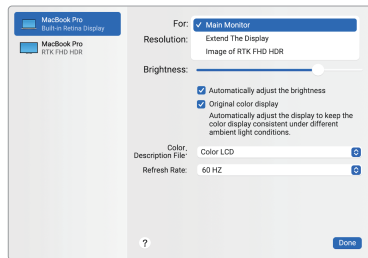 MacBook Pro
Built-in Retina Display
MacBook Pro
RTK FHD HDR
For:
✓ Main Monitor
Extend The Display
Image of RTK FHD HDR
Resolution:
Brightness:
Automatically adjust the brightness
Original color display
Automatically adjust the display to keep the
color display consistent under different
ambient light conditions.
Color,
Description File:
Color LCD
Refresh Rate:
60 HZ
?
Done